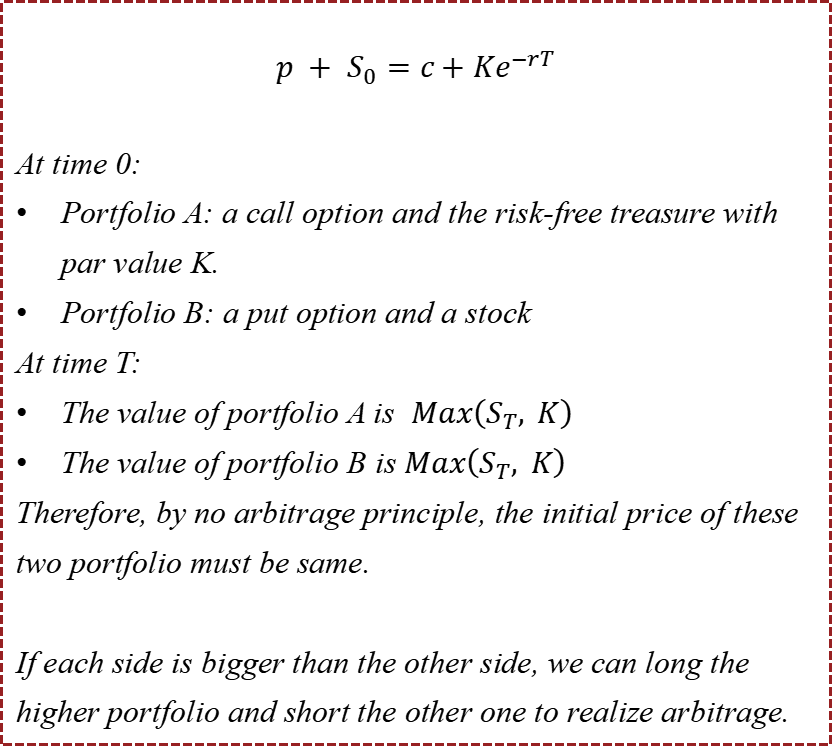 p + S₀ = c + Ke^{-rT}
At time 0:
• Portfolio A: a call option and the risk-free treasure with
par value K.
• Portfolio B: a put option and a stock
At time T:
• The value of portfolio A is Max(S_T, K)
• The value of portfolio B is Max(S_T, K)
Therefore, by no arbitrage principle, the initial price of these
two portfolio must be same.
If each side is bigger than the other side, we can long the
higher portfolio and short the other one to realize arbitrage.